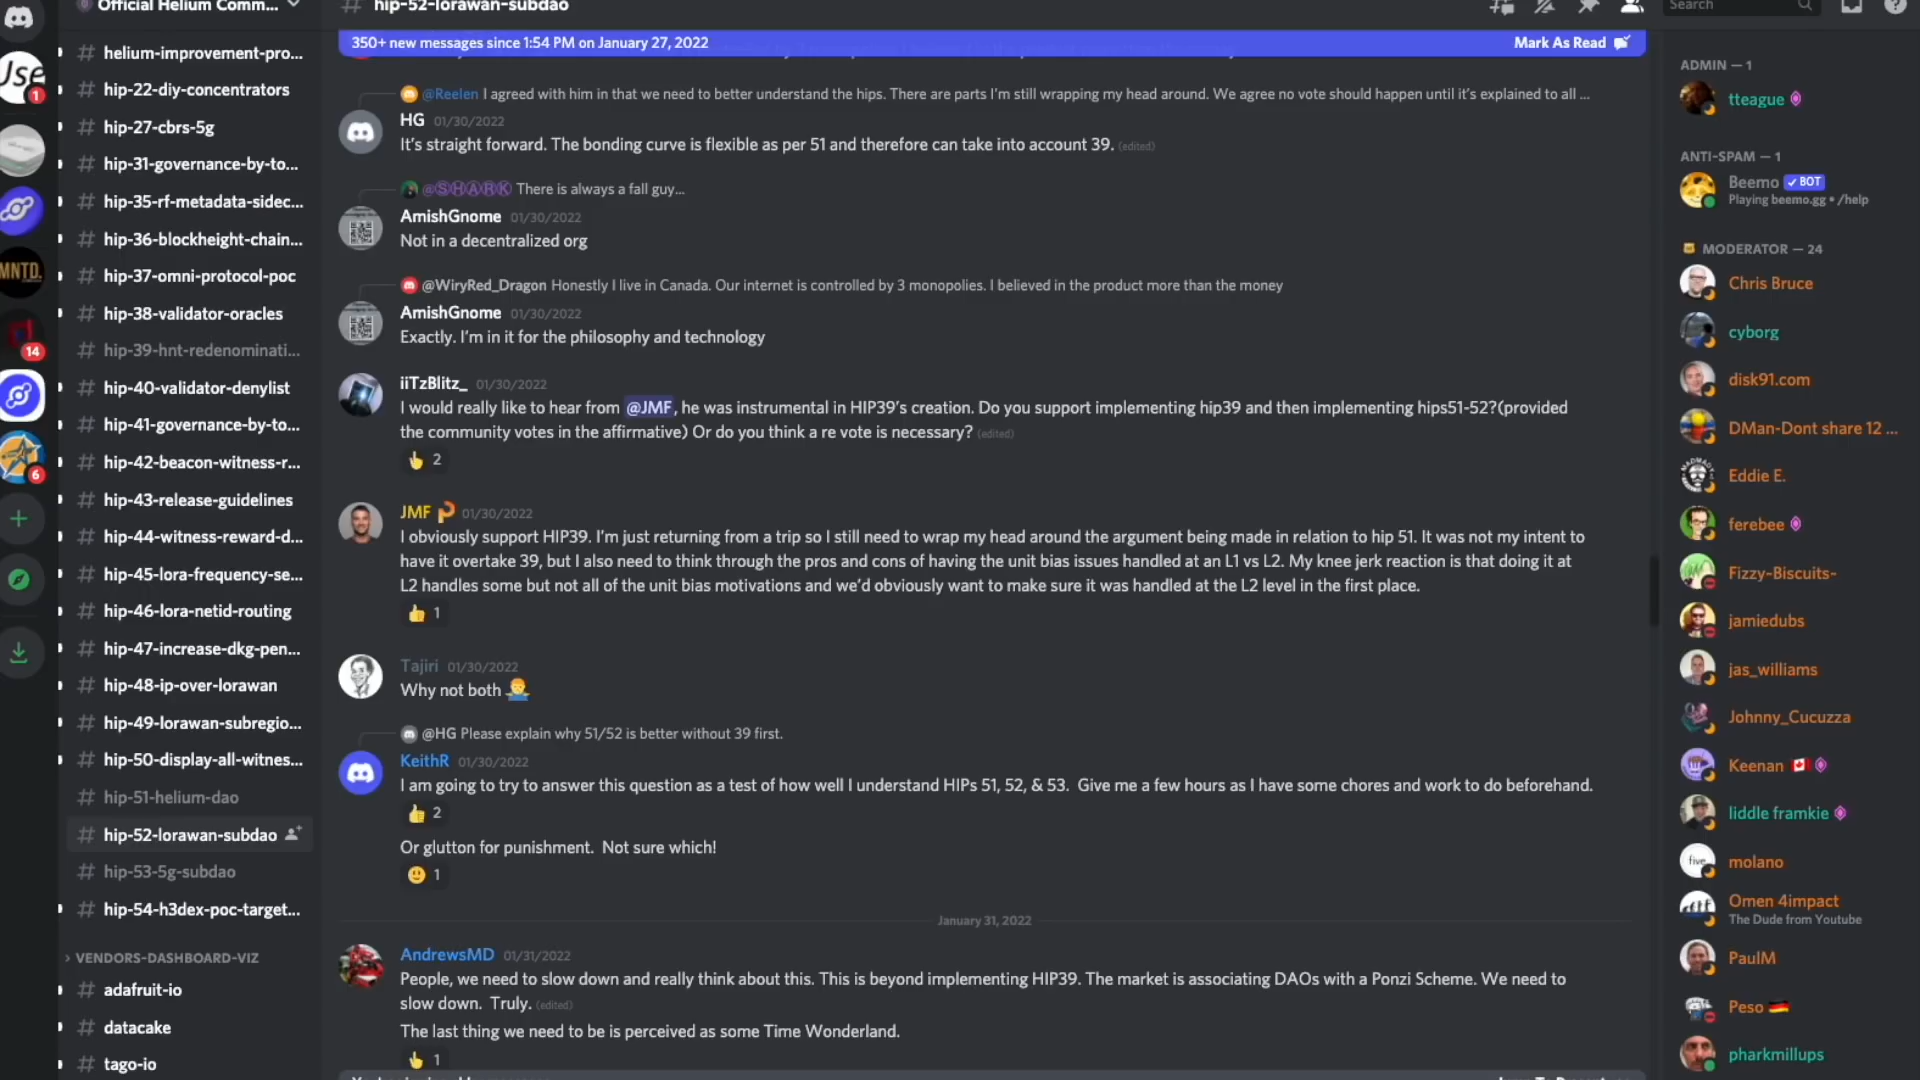 Official Helium Comm...
helium-improvement-pro...
hip-22-diy-concentrators
hip-27-cbrs-5g
hip-31-governance-by-to...
hip-35-rf-metadata-sidec...
hip-36-blockheight-chain...
hip-37-omni-protocol-poc
hip-38-validator-oracles
hip-39-hnt-redenominati...
hip-40-validator-denylist
hip-41-governance-by-to...
hip-42-beacon-witness-r...
hip-43-release-guidelines
hip-44-witness-reward-d...
hip-45-lora-frequency-se...
hip-46-lora-netid-routing
hip-47-increase-dkg-pen...
hip-48-ip-over-lorawan
hip-49-lorawan-subregio...
hip-50-display-all-witnes...
hip-51-helium-dao
hip-52-lorawan-subdao
hip-53-5g-subdao
hip-54-h3dex-poc-target...
VENDORS-DASHBOARD-VIZ
adafruit-io
datacake
tago-io
Jse
1
MNTD.
14
6
# hip-52-lorawan-subdao
Search
350+ new messages since 1:54 PM on January 27, 2022
Mark As Read
@Reelen I agreed with him in that we need to better understand the hips. There are parts I'm still wrapping my head around. We agree no vote should happen until it's explained to all ...
HG 01/30/2022
It's straight forward. The bonding curve is flexible as per 51 and therefore can take into account 39. (edited)
@ⓈⒽⒶⓇⓀ There is always a fall guy...
AmishGnome 01/30/2022
Not in a decentralized org
@WiryRed_Dragon Honestly I live in Canada. Our internet is controlled by 3 monopolies. I believed in the product more than the money
AmishGnome 01/30/2022
Exactly. I'm in it for the philosophy and technology
iiTzBlitz_ 01/30/2022
I would really like to hear from @JMF, he was instrumental in HIP39's creation. Do you support implementing hip39 and then implementing hips51-52?(provided
the community votes in the affirmative) Or do you think a re vote is necessary? (edited)
2
JMF 01/30/2022
I obviously support HIP39. I'm just returning from a trip so I still need to wrap my head around the argument being made in relation to hip 51. It was not my intent to
have it overtake 39, but I also need to think through the pros and cons of having the unit bias issues handled at an L1 vs L2. My knee jerk reaction is that doing it at
L2 handles some but not all of the unit bias motivations and we'd obviously want to make sure it was handled at the L2 level in the first place.
1
Tajiri 01/30/2022
Why not both
@HG Please explain why 51/52 is better without 39 first.
KeithR 01/30/2022
I am going to try to answer this question as a test of how well I understand HIPs 51, 52, & 53. Give me a few hours as I have some chores and work to do beforehand.
2
Or glutton for punishment. Not sure which!
1
January 31, 2022
AndrewsMD 01/31/2022
People, we need to slow down and really think about this. This is beyond implementing HIP39. The market is associating DAOs with a Ponzi Scheme. We need to
slow down. Truly. (edited)
The last thing we need to be is perceived as some Time Wonderland.
1
ADMIN — 1
tteague
ANTI-SPAM — 1
Beemo BOT
Playing beemo.gg • /help
MODERATOR — 24
Chris Bruce
cyborg
disk91.com
DMan-Dont share 12 ...
Eddie E.
ferebee
Fizzy-Biscuits-
jamiedubs
jas_williams
Johnny_Cucuzza
Keenan
liddle framkie
five
molano
Omen 4impact
The Dude from Youtube
PaulM
Peso
pharkmillups